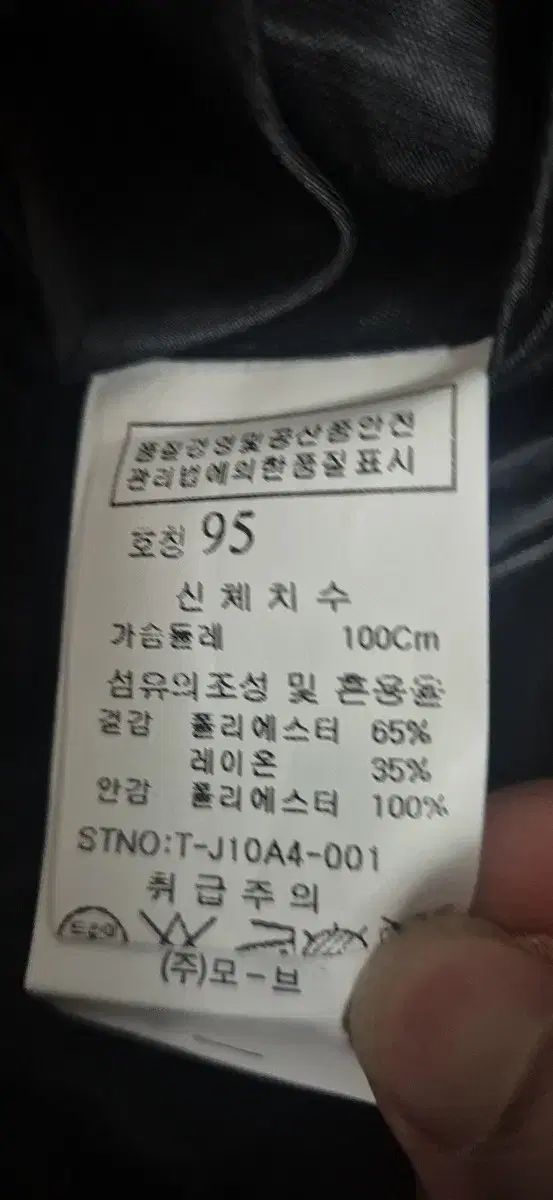 품질경영및공산품안전
관리법에의한품질표시
호칭 95
신체치수
가슴둘레 100Cm
섬유의조성 및 혼용율
겉감 폴리에스터 65%
레이온 35%
안감 폴리에스터 100%
STNO:T-J10A4-001
취급주의
드라이
(주)모-브